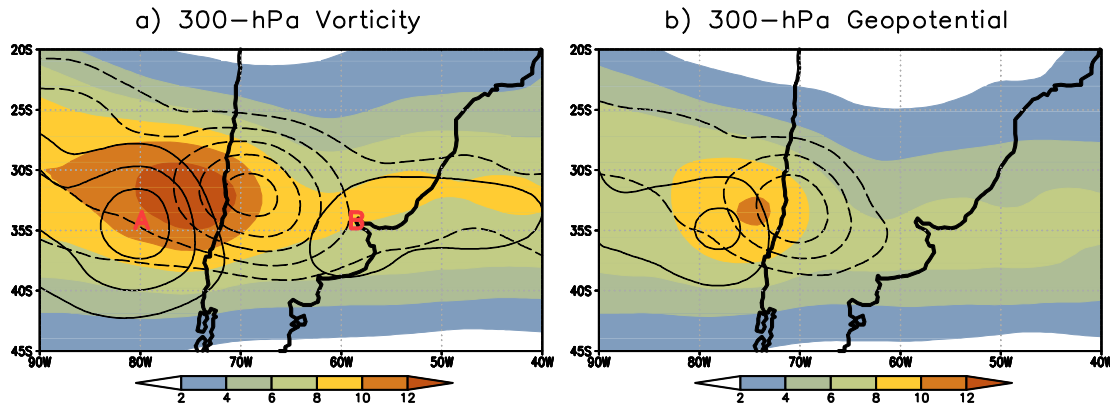 a) 300-hPa Vorticity
b) 300-hPa Geopotential
20S
25S
30S
35S
40S
45S
A
B
90W 80W 70W 60W 50W 40W
2 4 6 8 10 12
20S
25S
30S
35S
40S
45S
90W 80W 70W 60W 50W 40W
2 4 6 8 10 12